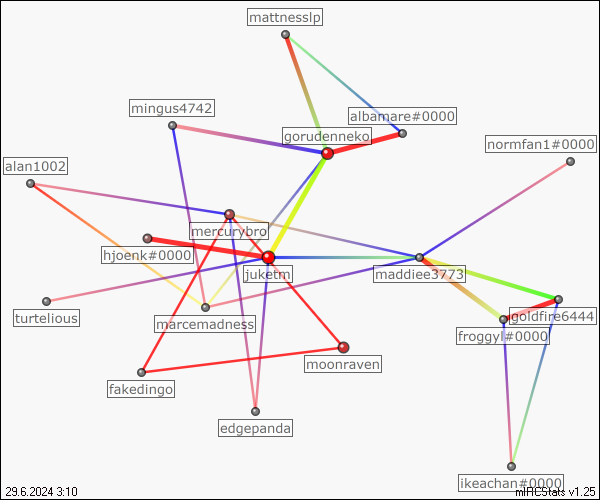 mattnesslp
mingus4742
albamare#0000
gorudenneko
normfan1#0000
alan1002
mercurybro
hjoenk#0000
juketm
maddiee3773
turtelious
marcemadness
goldfire6444
froggyl#0000
moonraven
fakedingo
edgepanda
ikeachan#0000
29.6.2024 3:10
mIRCStats v1.25